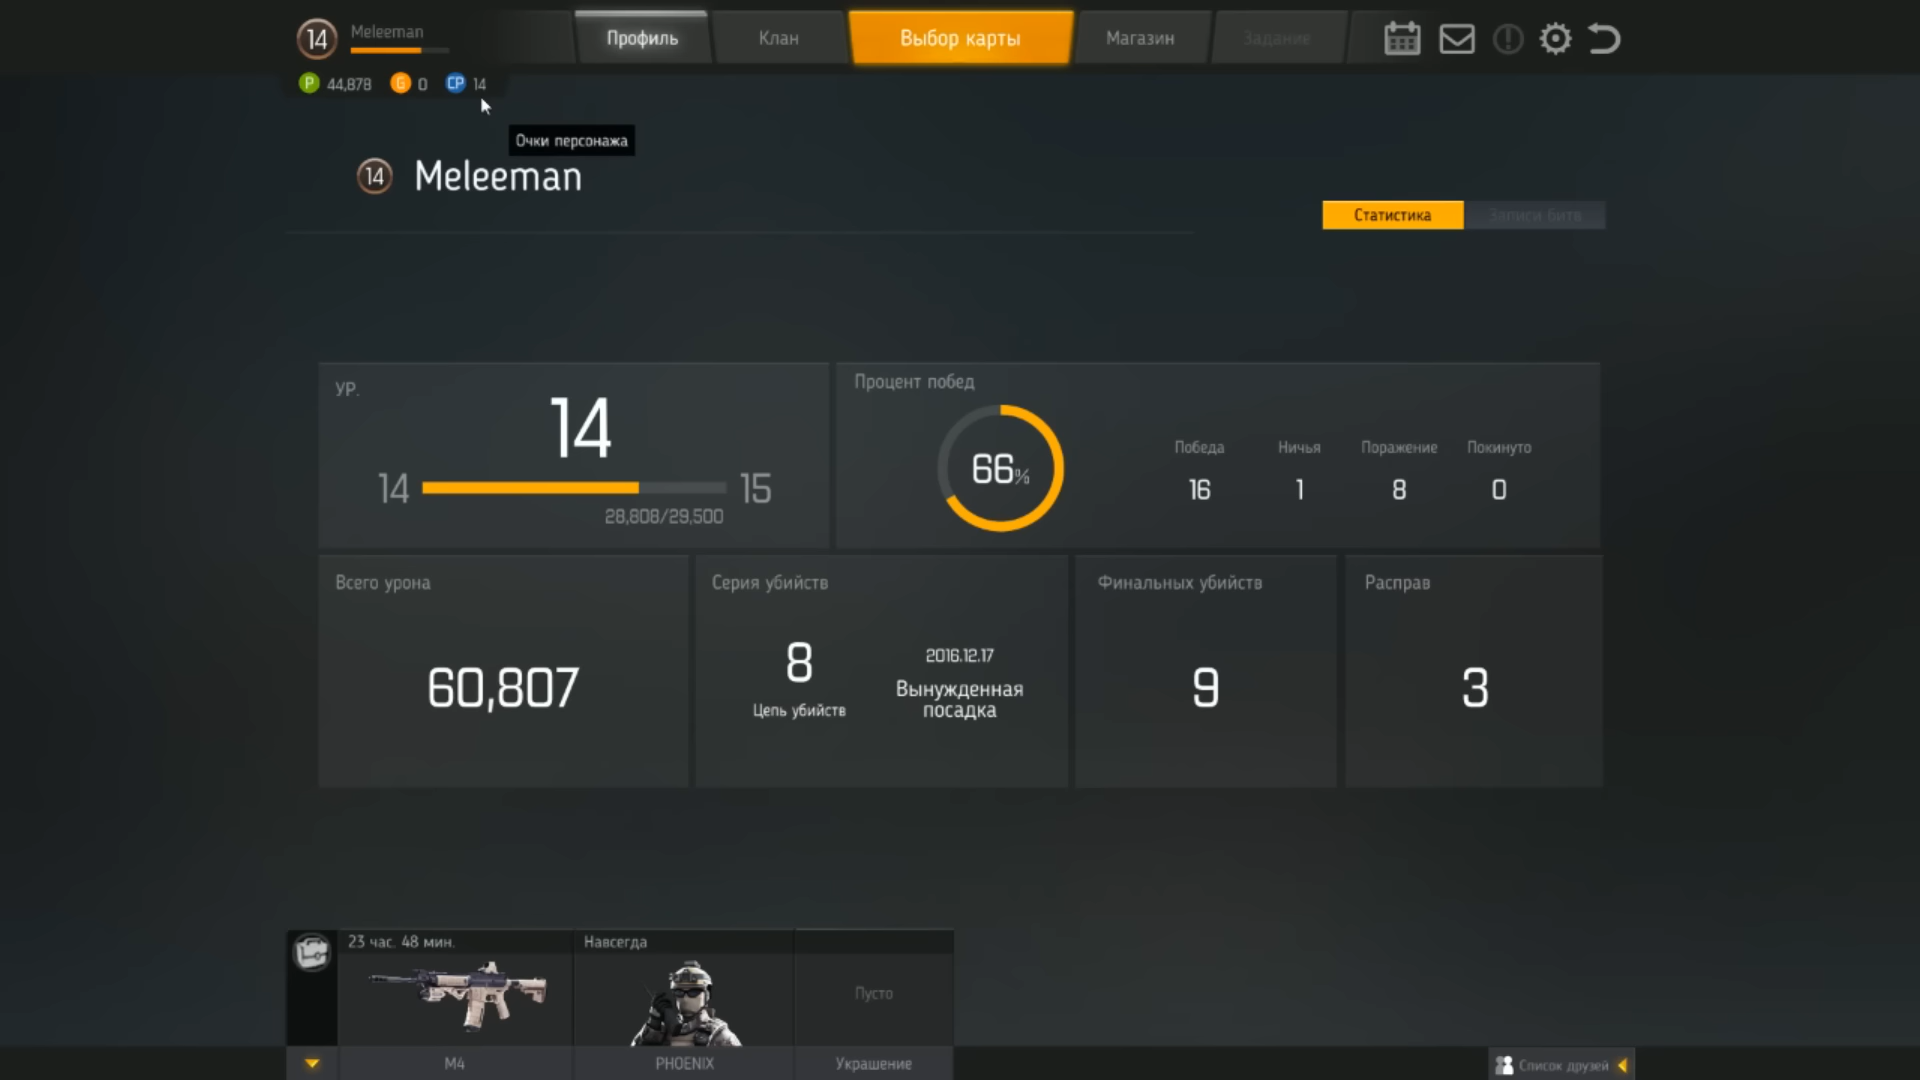 14 Meleeman
Профиль
Клан
Выбор карты
Магазин
Задание
P 44,878 G 0 CP 14
Очки персонажа
14 Meleeman
Статистика
Записи битв
УР.
14
14 15
28,808/29,500
Процент побед
66%
Победа Ничья Поражение Покинуто
16 1 8 0
Всего урона
60,807
Серия убийств
8
Цепь убийств
2016.12.17
Вынужденная
посадка
Финальных убийств
9
Расправ
3
23 час. 48 мин.
Навсегда
Пусто
M4
PHOENIX
Украшение
Список друзей